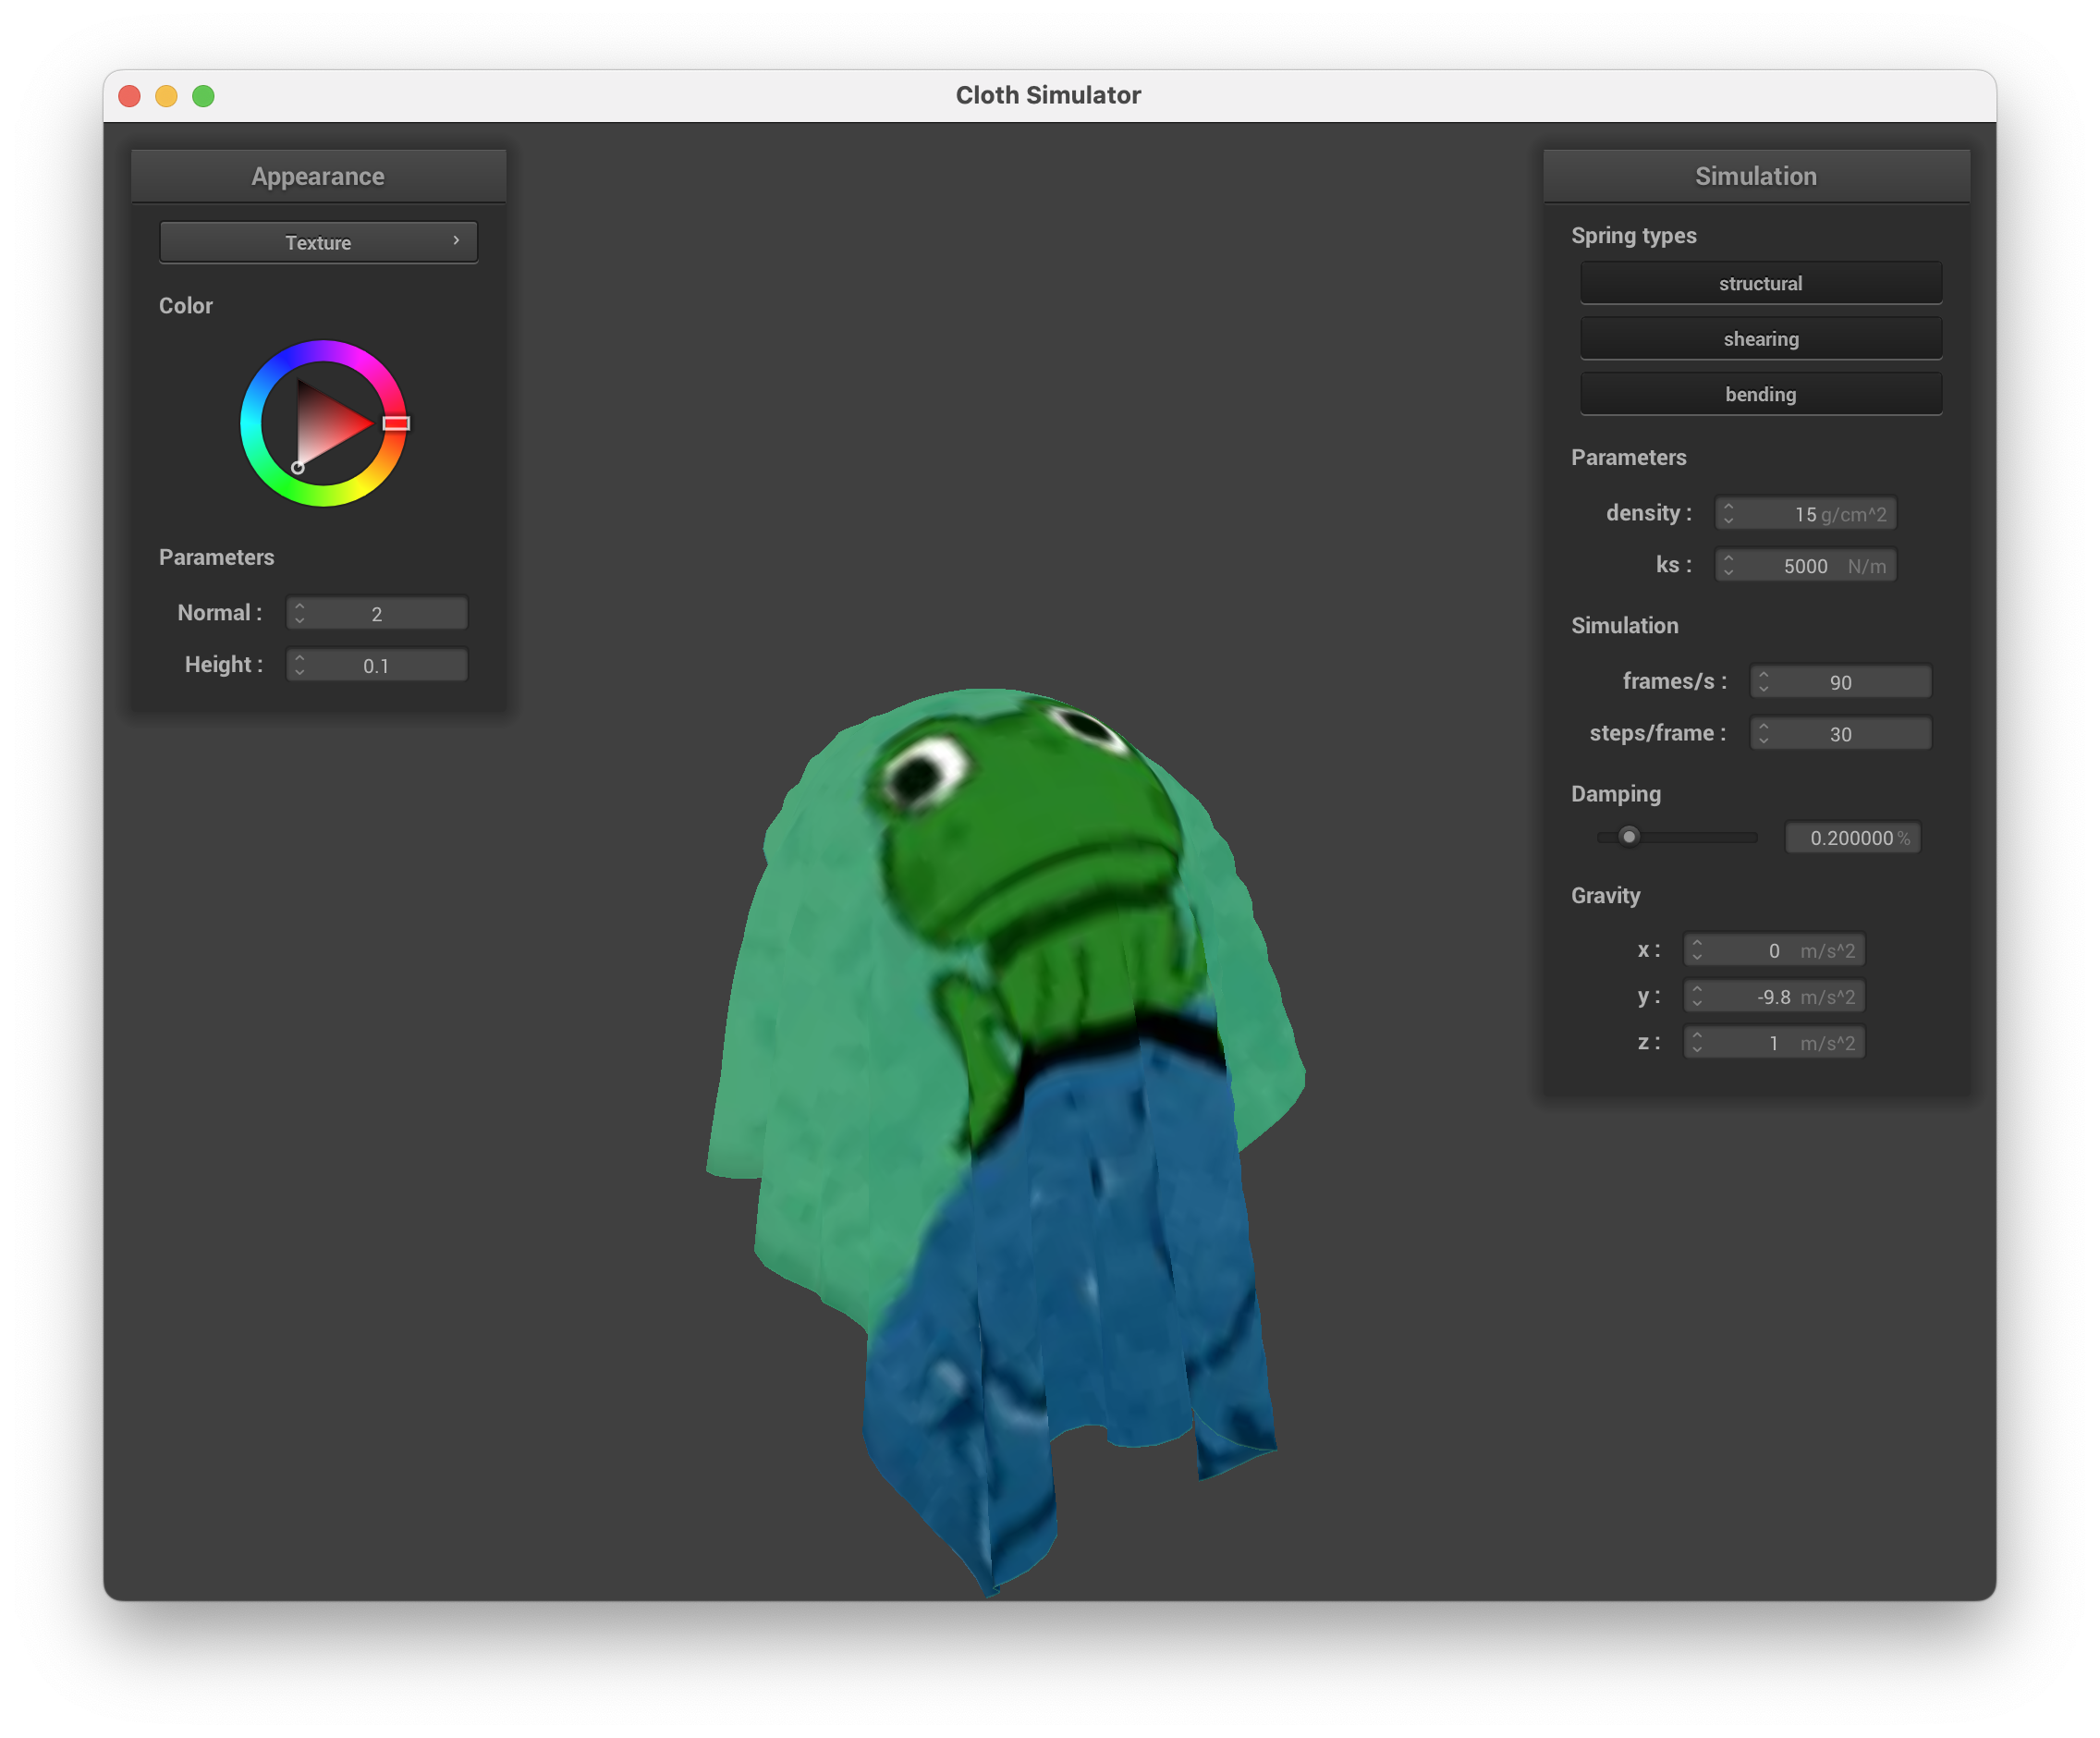 Cloth Simulator
Appearance
Texture
Color
Parameters
Normal : 2
Height : 0.1
Simulation
Spring types
structural
shearing
bending
Parameters
density : 15 g/cm^2
ks : 5000 N/m
Simulation
frames/s : 90
steps/frame : 30
Damping
0.200000 %
Gravity
x : 0 m/s^2
y : -9.8 m/s^2
z : 1 m/s^2